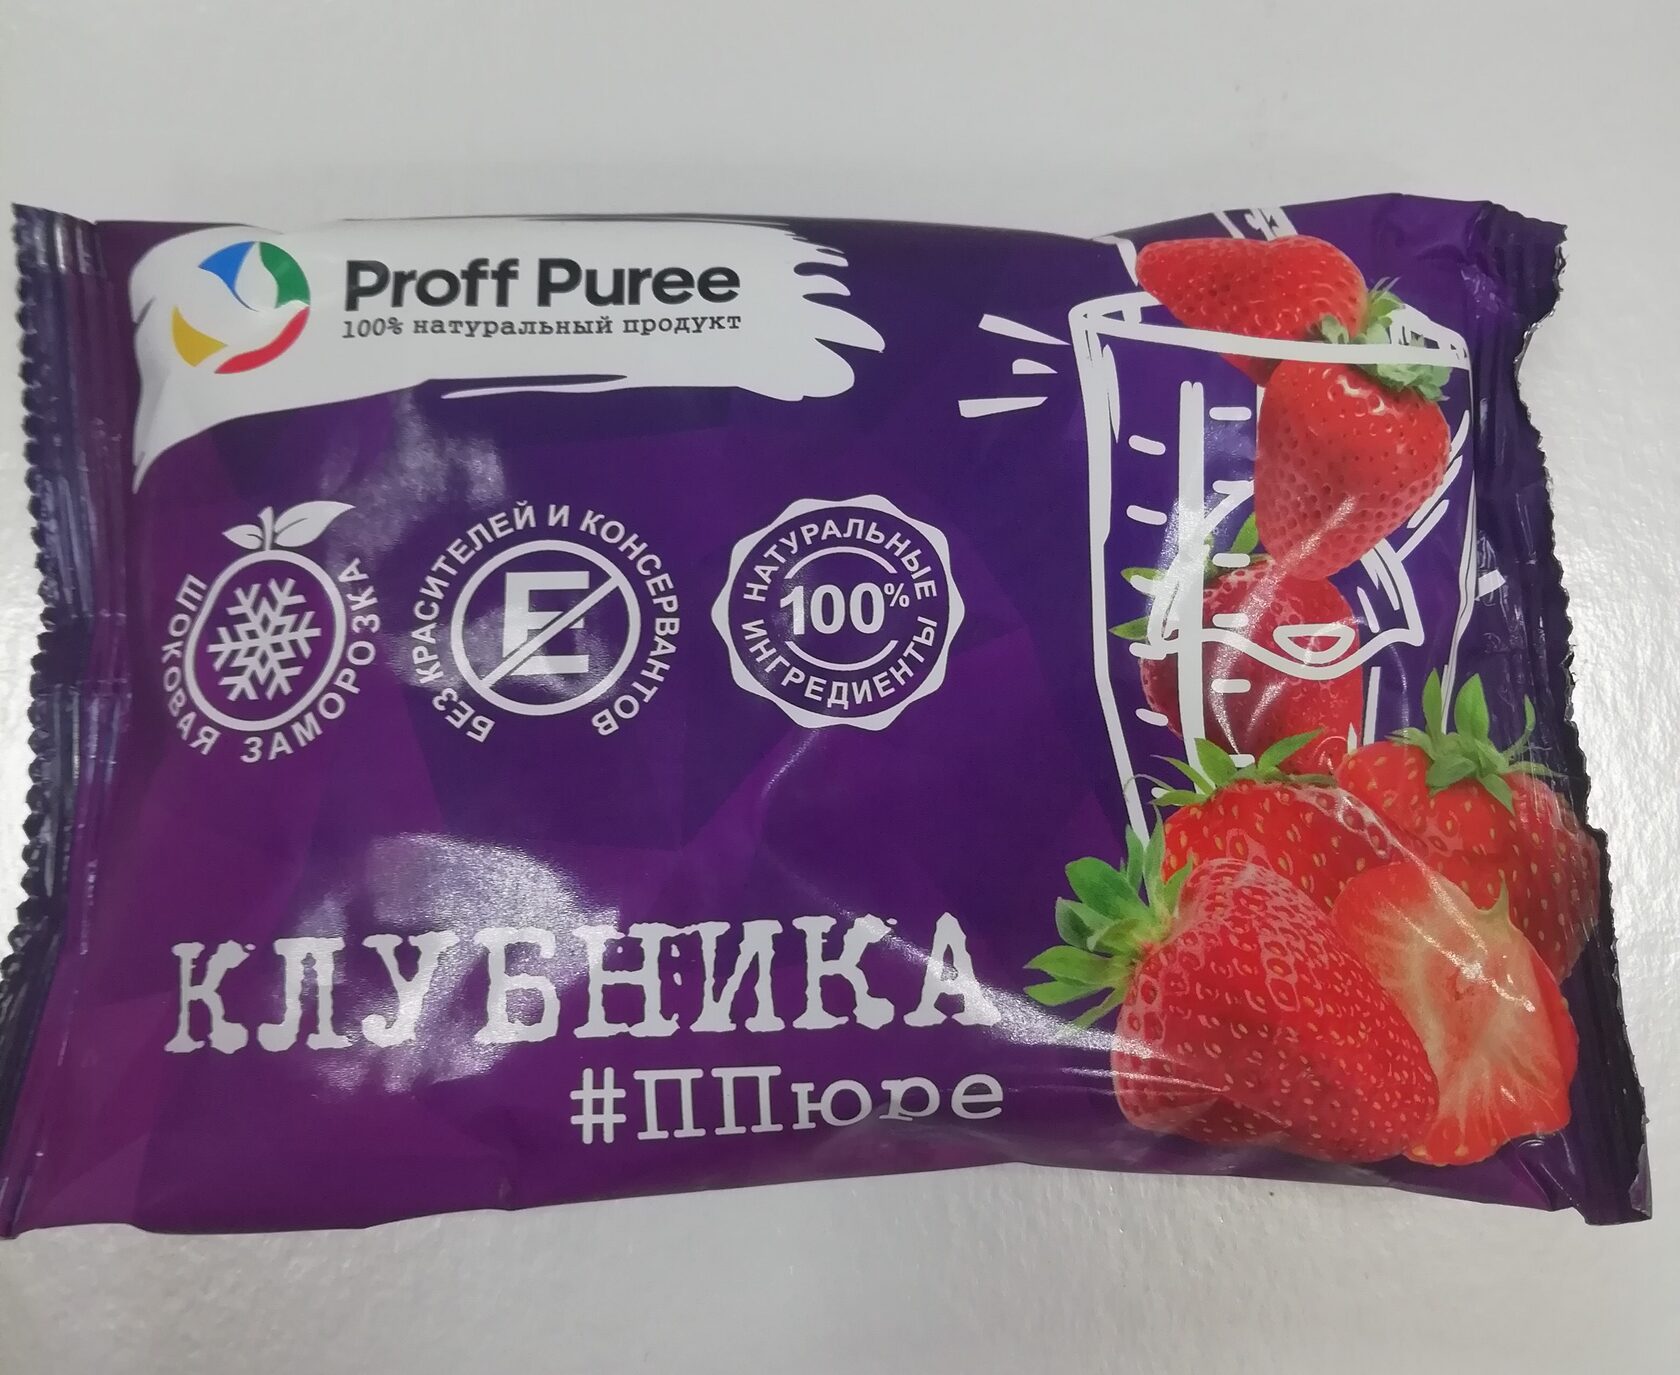 Proff Puree
100% натуральный продукт
ШОКОВАЯ ЗАМОРОЗКА
БЕЗ КРАСИТЕЛЕЙ И КОНСЕРВАНТОВ
E
НАТУРАЛЬНЫЕ
100%
ИНГРЕДИЕНТЫ
КЛУБНИКА
#ППюре